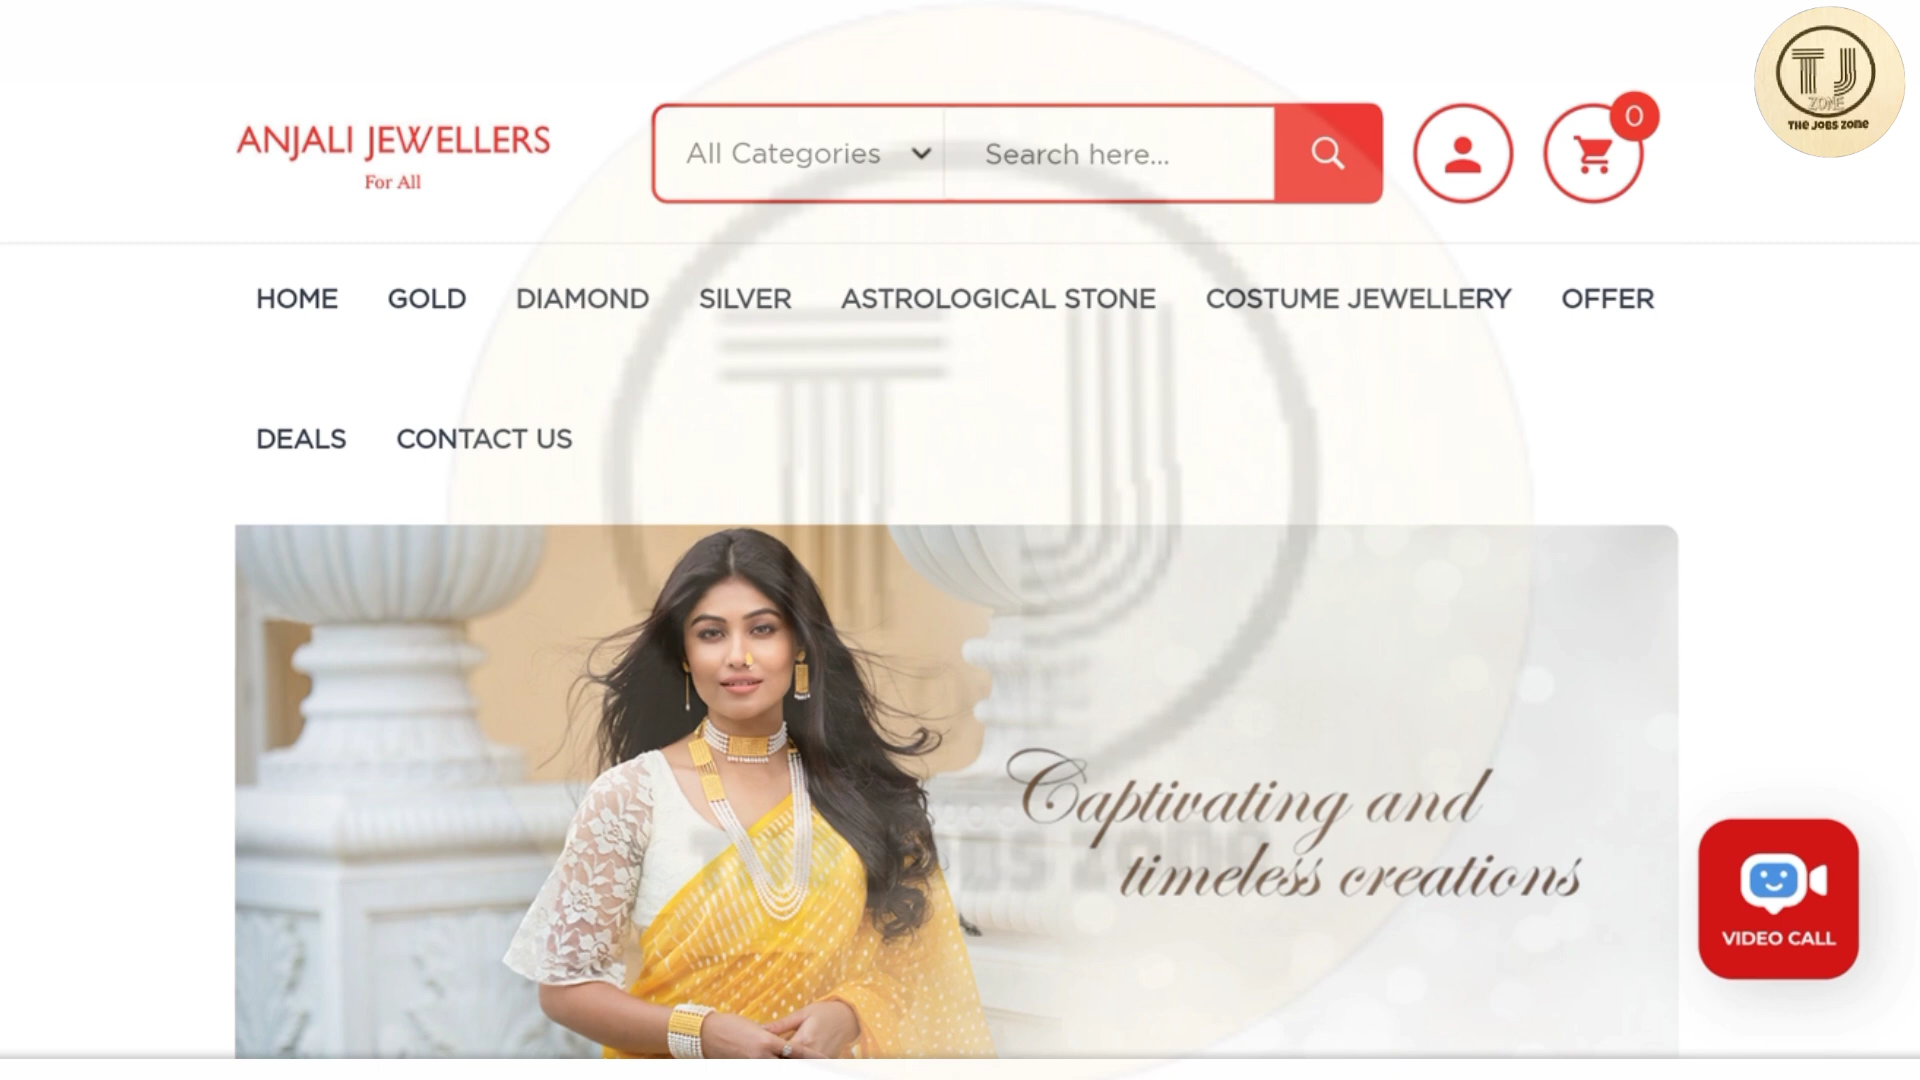 TJ
ZONE
THE JOBS ZONE
ANJALI JEWELLERS
For All
All Categories
Search here...
0
HOME GOLD DIAMOND SILVER ASTROLOGICAL STONE COSTUME JEWELLERY OFFER
DEALS CONTACT US
TJ
Captivating and
timeless creations
VIDEO CALL